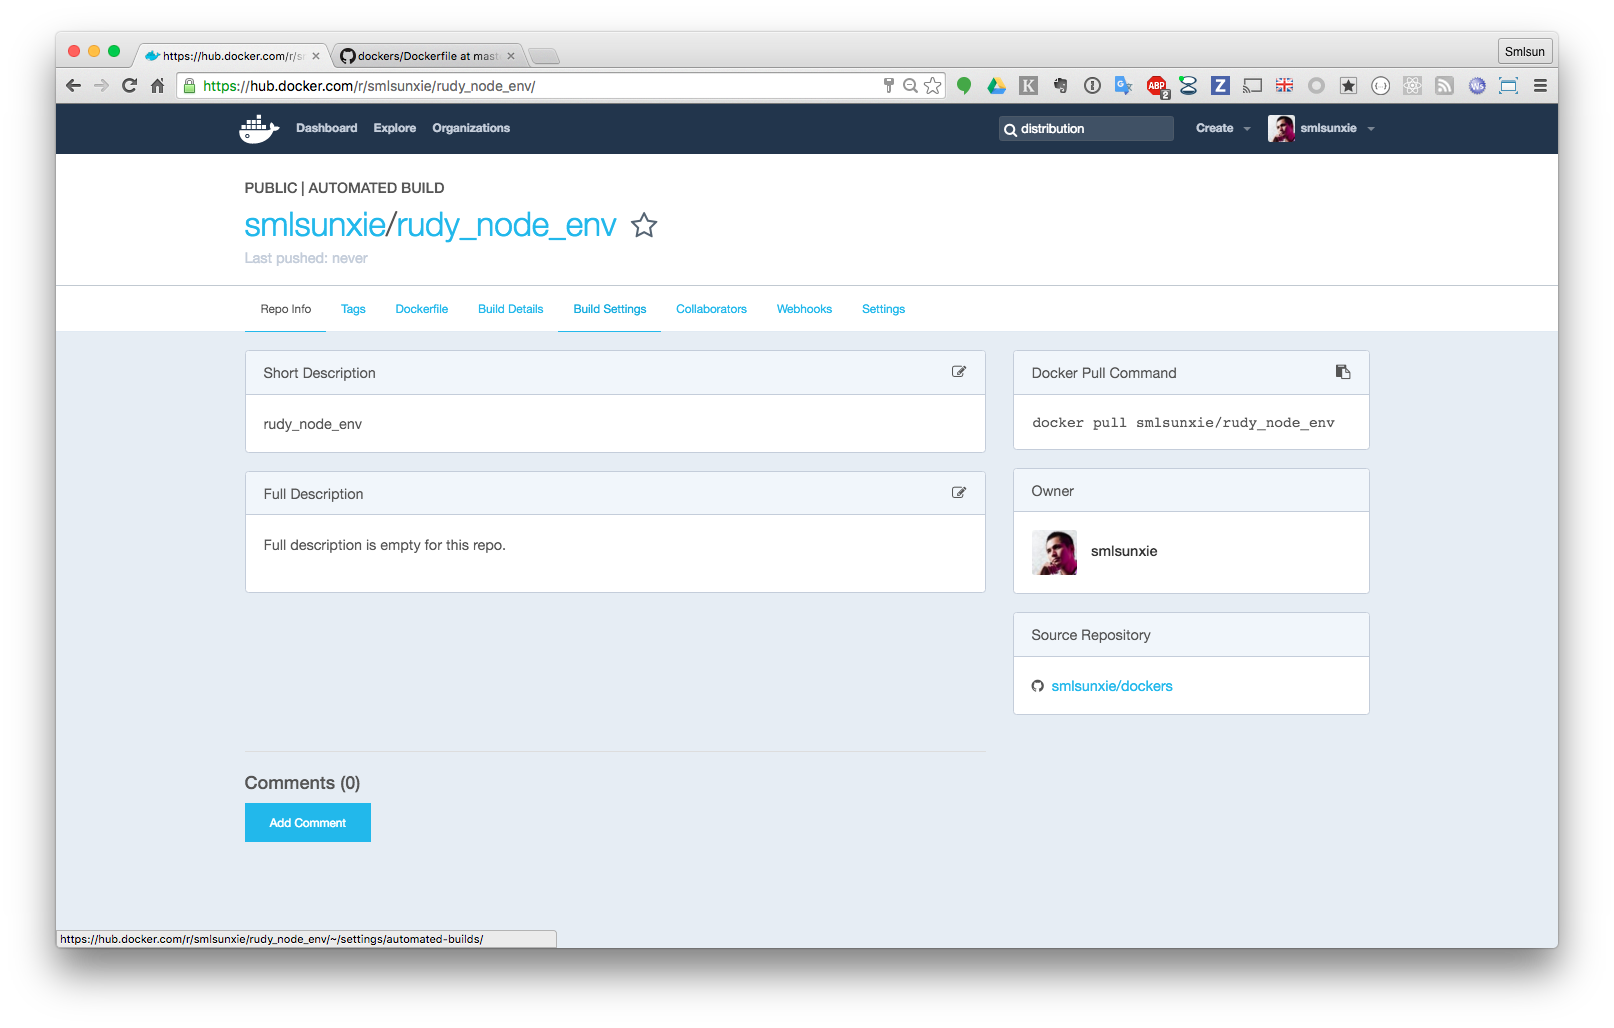 https://hub.docker.com/r/sm
dockers/Dockerfile at mast
Smlsun
https://hub.docker.com/r/smlsunxie/rudy_node_env/
K
ABP
2
Z
Ws
Dashboard
Explore
Organizations
distribution
Create
smlsunxie
PUBLIC | AUTOMATED BUILD
smlsunxie/rudy_node_env
Last pushed: never
Repo Info
Tags
Dockerfile
Build Details
Build Settings
Collaborators
Webhooks
Settings
Short Description
rudy_node_env
Full Description
Full description is empty for this repo.
Docker Pull Command
docker pull smlsunxie/rudy_node_env
Owner
smlsunxie
Source Repository
smlsunxie/dockers
Comments (0)
Add Comment
https://hub.docker.com/r/smlsunxie/rudy_node_env/~/settings/automated-builds/